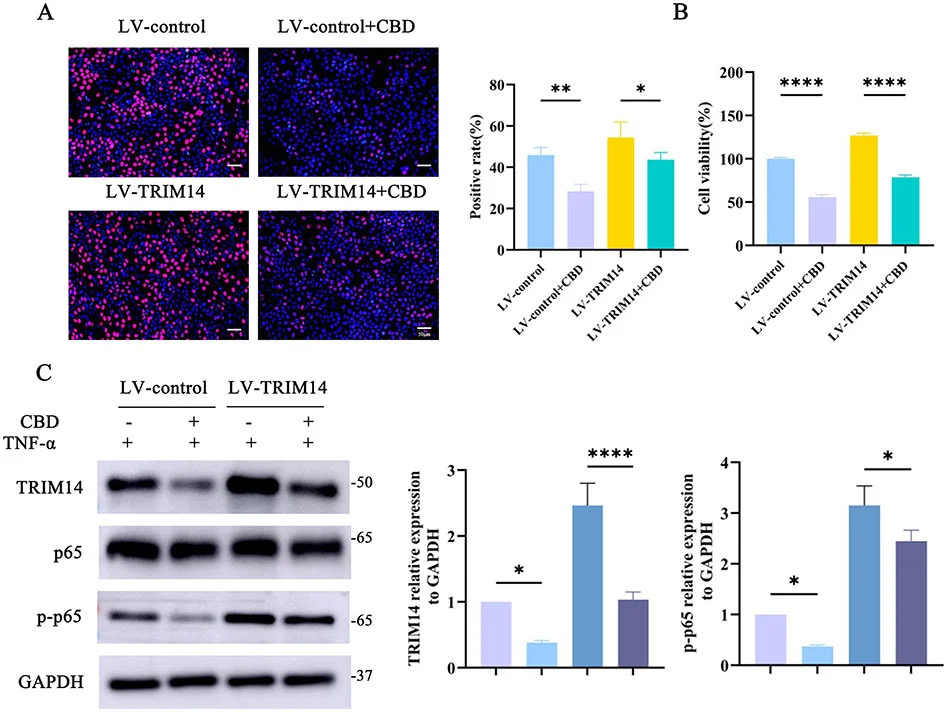 A
LV-control
LV-control+CBD
LV-TRIM14
LV-TRIM14+CBD
50μm
Positive rate(%)
80
60
40
20
0
**
*
LV-control
LV-control+CBD
LV-TRIM14
LV-TRIM14+CBD
B
Cell viability(%)
200
150
100
50
0
****
****
LV-control
LV-control+CBD
LV-TRIM14
LV-TRIM14+CBD
C
LV-control
LV-TRIM14
CBD - + - +
TNF-α + + + +
TRIM14 -50
p65 -65
p-p65 -65
GAPDH -37
TRIM14 relative expression
to GAPDH
3
2
1
0
*
****
p-p65 relative expression
to GAPDH
4
3
2
1
0
*
*